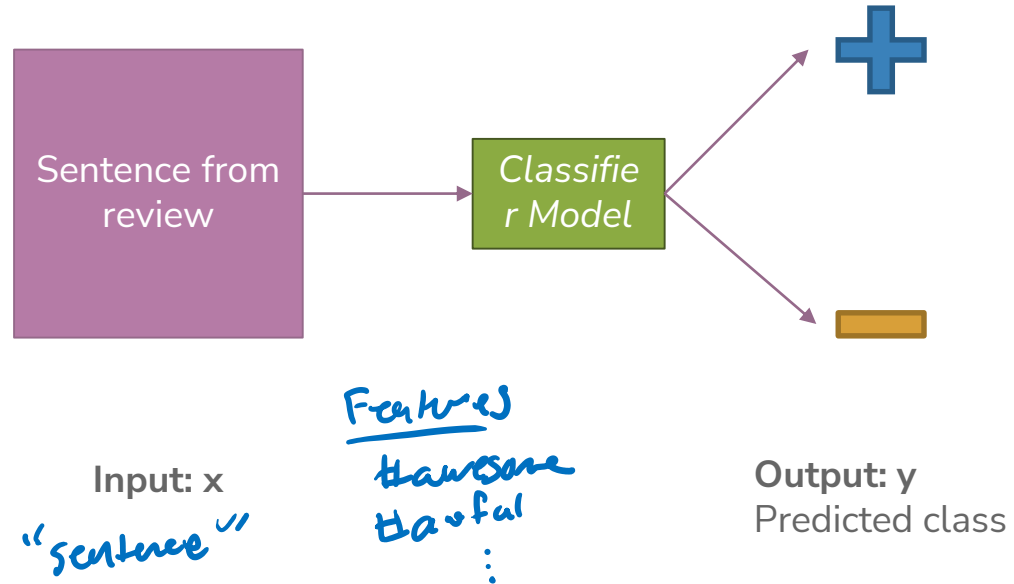 Sentence from
review
Classifie
r Model
Features
#awesome
#awful
⋮
Input: x
"sentence"
Output: y
Predicted class